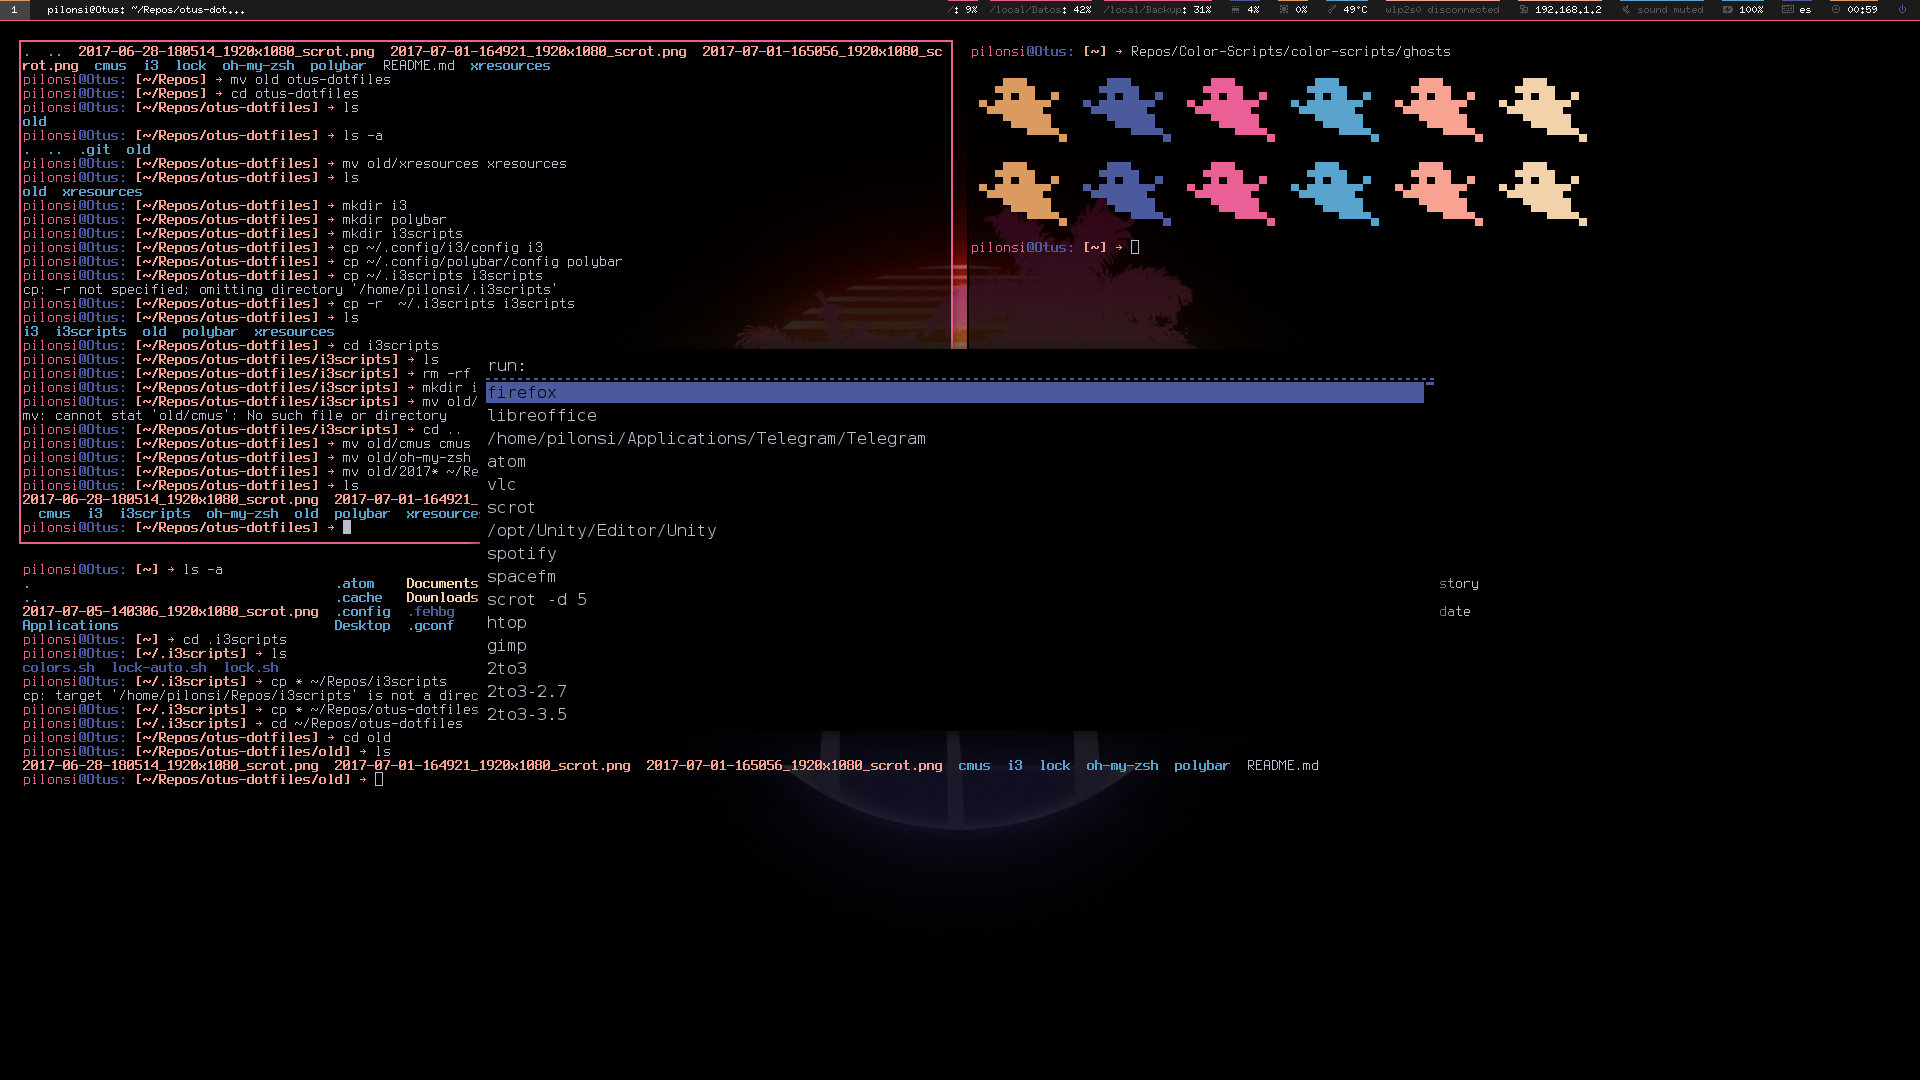 1 pilonsi@Otus: ~/Repos/otus-dot... /: 9% /local/Datos: 42% /local/Backup: 31% 4% 0% 49°C wlp2s0 disconnected 192.168.1.2 sound muted 100% es 00:59
. .. 2017-06-28-180514_1920x1080_scrot.png 2017-07-01-164921_1920x1080_scrot.png 2017-07-01-165056_1920x1080_sc
rot.png cmus i3 lock oh-my-zsh polybar README.md xresources
pilonsi@Otus: [~/Repos] → mv old otus-dotfiles
pilonsi@Otus: [~/Repos] → cd otus-dotfiles
pilonsi@Otus: [~/Repos/otus-dotfiles] → ls
old
pilonsi@Otus: [~/Repos/otus-dotfiles] → ls -a
. .. .git old
pilonsi@Otus: [~/Repos/otus-dotfiles] → mv old/xresources xresources
pilonsi@Otus: [~/Repos/otus-dotfiles] → ls
old xresources
pilonsi@Otus: [~/Repos/otus-dotfiles] → mkdir i3
pilonsi@Otus: [~/Repos/otus-dotfiles] → mkdir polybar
pilonsi@Otus: [~/Repos/otus-dotfiles] → mkdir i3scripts
pilonsi@Otus: [~/Repos/otus-dotfiles] → cp ~/.config/i3/config i3
pilonsi@Otus: [~/Repos/otus-dotfiles] → cp ~/.config/polybar/config polybar
pilonsi@Otus: [~/Repos/otus-dotfiles] → cp ~/.i3scripts i3scripts
cp: -r not specified; omitting directory '/home/pilonsi/.i3scripts'
pilonsi@Otus: [~/Repos/otus-dotfiles] → cp -r  ~/.i3scripts i3scripts
pilonsi@Otus: [~/Repos/otus-dotfiles] → ls
i3 i3scripts old polybar xresources
pilonsi@Otus: [~/Repos/otus-dotfiles] → cd i3scripts
pilonsi@Otus: [~/Repos/otus-dotfiles/i3scripts] → ls
pilonsi@Otus: [~/Repos/otus-dotfiles/i3scripts] → rm -rf
pilonsi@Otus: [~/Repos/otus-dotfiles/i3scripts] → mkdir i
pilonsi@Otus: [~/Repos/otus-dotfiles/i3scripts] → mv old/
mv: cannot stat 'old/cmus': No such file or directory
pilonsi@Otus: [~/Repos/otus-dotfiles/i3scripts] → cd ..
pilonsi@Otus: [~/Repos/otus-dotfiles] → mv old/cmus cmus
pilonsi@Otus: [~/Repos/otus-dotfiles] → mv old/oh-my-zsh
pilonsi@Otus: [~/Repos/otus-dotfiles] → mv old/2017* ~/Re
pilonsi@Otus: [~/Repos/otus-dotfiles] → ls
2017-06-28-180514_1920x1080_scrot.png 2017-07-01-164921_
cmus i3 i3scripts oh-my-zsh old polybar xresources
pilonsi@Otus: [~/Repos/otus-dotfiles] →
pilonsi@Otus: [~] → Repos/Color-Scripts/color-scripts/ghosts
pilonsi@Otus: [~] →
run:
firefox
libreoffice
/home/pilonsi/Applications/Telegram/Telegram
atom
vlc
scrot
/opt/Unity/Editor/Unity
spotify
spacefm
scrot -d 5
htop
gimp
2to3
2to3-2.7
2to3-3.5
pilonsi@Otus: [~] → ls -a
. .atom Documents story
.. .cache Downloads
2017-07-05-140306_1920x1080_scrot.png .config .fehbg date
Applications Desktop .gconf
pilonsi@Otus: [~] → cd .i3scripts
pilonsi@Otus: [~/.i3scripts] → ls
colors.sh lock-auto.sh lock.sh
pilonsi@Otus: [~/.i3scripts] → cp * ~/Repos/i3scripts
cp: target '/home/pilonsi/Repos/i3scripts' is not a direc
pilonsi@Otus: [~/.i3scripts] → cp * ~/Repos/otus-dotfiles
pilonsi@Otus: [~/.i3scripts] → cd ~/Repos/otus-dotfiles
pilonsi@Otus: [~/Repos/otus-dotfiles] → cd old
pilonsi@Otus: [~/Repos/otus-dotfiles/old] → ls
2017-06-28-180514_1920x1080_scrot.png 2017-07-01-164921_1920x1080_scrot.png 2017-07-01-165056_1920x1080_scrot.png cmus i3 lock oh-my-zsh polybar README.md
pilonsi@Otus: [~/Repos/otus-dotfiles/old] →